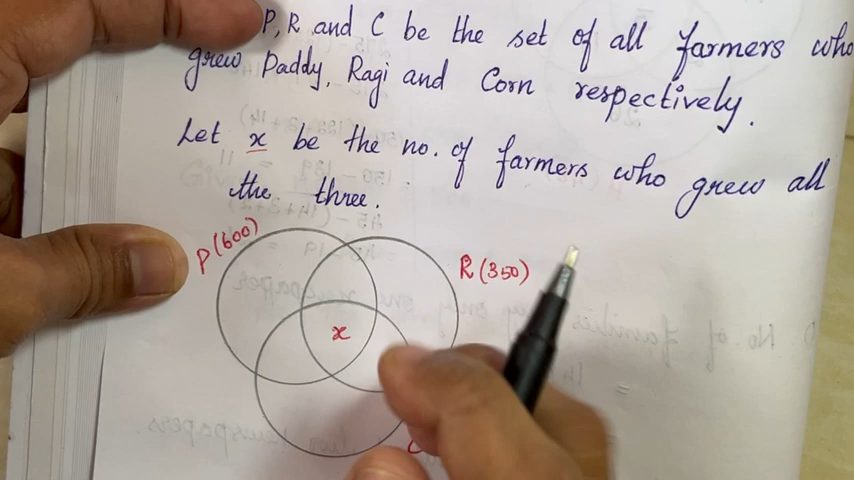 P, R and C be the set of all farmers who
grew Paddy, Ragi and Corn respectively.
Let x be the no. of farmers who grew all
the three.
P(600)
R(350)
x
C